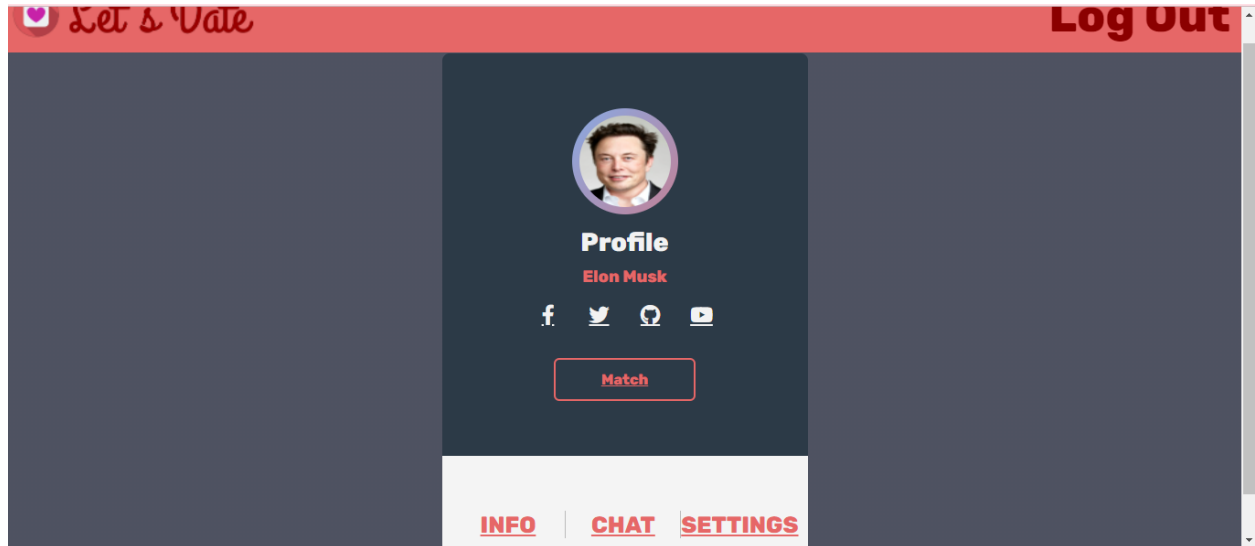 Let's Date
Log Out
Profile
Elon Musk
Match
INFO
CHAT
SETTINGS